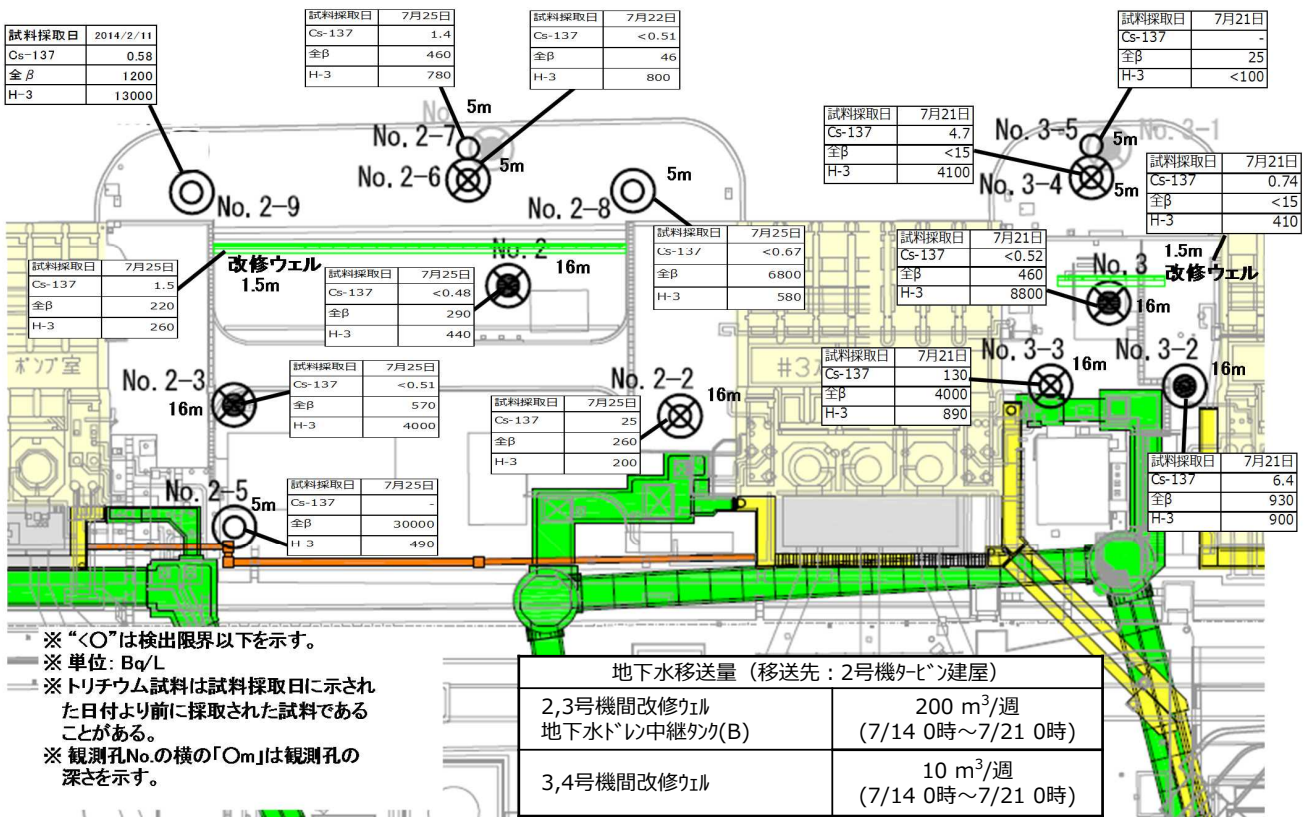 試料採取日 2014/2/11
Cs-137 0.58
全β 1200
H-3 13000
試料採取日 7月25日
Cs-137 1.4
全β 460
H-3 780
試料採取日 7月22日
Cs-137 <0.51
全β 46
H-3 800
試料採取日 7月21日
Cs-137 -
全β 25
H-3 <100
試料採取日 7月21日
Cs-137 4.7
全β <15
H-3 4100
試料採取日 7月21日
Cs-137 0.74
全β <15
H-3 410
No
5m
No. 2-7
No. 2-6
5m
No. 2-9
No. 2-8
5m
No. 3-5
5m
No. 3-1
No. 3-4
5m
試料採取日 7月25日
Cs-137 1.5
全β 220
H-3 260
改修ウェル
1.5m
試料採取日 7月25日
Cs-137 <0.48
全β 290
H-3 440
No. 2
16m
試料採取日 7月25日
Cs-137 <0.67
全β 6800
H-3 580
試料採取日 7月21日
Cs-137 <0.52
全β 460
H-3 8800
No. 3
16m
1.5m
改修ウェル
ポンプ室
No. 2-3
16m
試料採取日 7月25日
Cs-137 <0.51
全β 570
H-3 4000
試料採取日 7月25日
Cs-137 25
全β 260
H-3 200
No. 2-2
16m
#3
試料採取日 7月21日
Cs-137 130
全β 4000
H-3 890
No. 3-3
16m
No. 3-2
16m
試料採取日 7月21日
Cs-137 6.4
全β 930
H-3 900
No. 2-5
5m
試料採取日 7月25日
Cs-137 -
全β 30000
H 3 490
※ “<○”は検出限界以下を示す。
※ 単位: Bq/L
※ トリチウム試料は試料採取日に示され
た日付より前に採取された試料である
ことがある。
※ 観測孔No.の横の「○m」は観測孔の
深さを示す。
地下水移送量（移送先：2号機ﾀｰﾋﾞﾝ建屋）
2,3号機間改修ｳｪﾙ
地下水ﾄﾞﾚﾝ中継ﾀﾝｸ(B)
200 m³/週
(7/14 0時～7/21 0時)
3,4号機間改修ｳｪﾙ
10 m³/週
(7/14 0時～7/21 0時)